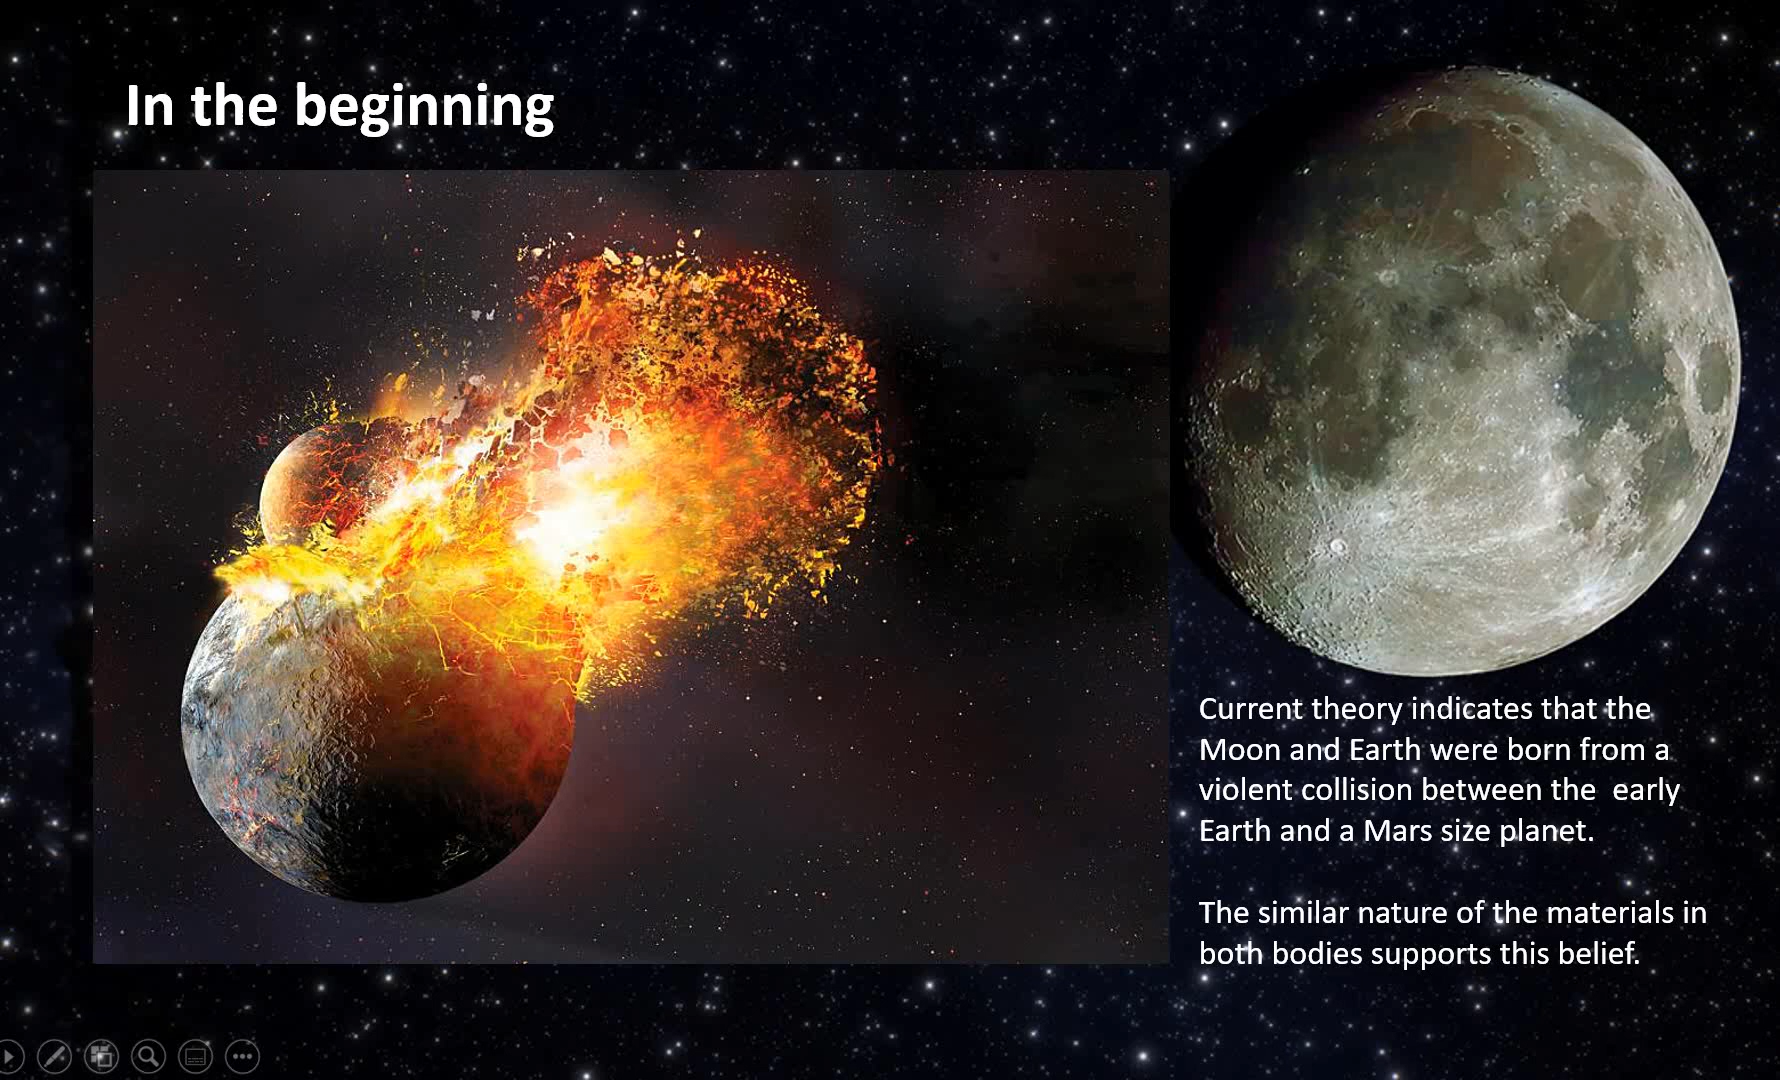 In the beginning
Current theory indicates that the
Moon and Earth were born from a
violent collision between the  early
Earth and a Mars size planet.
The similar nature of the materials in
both bodies supports this belief.